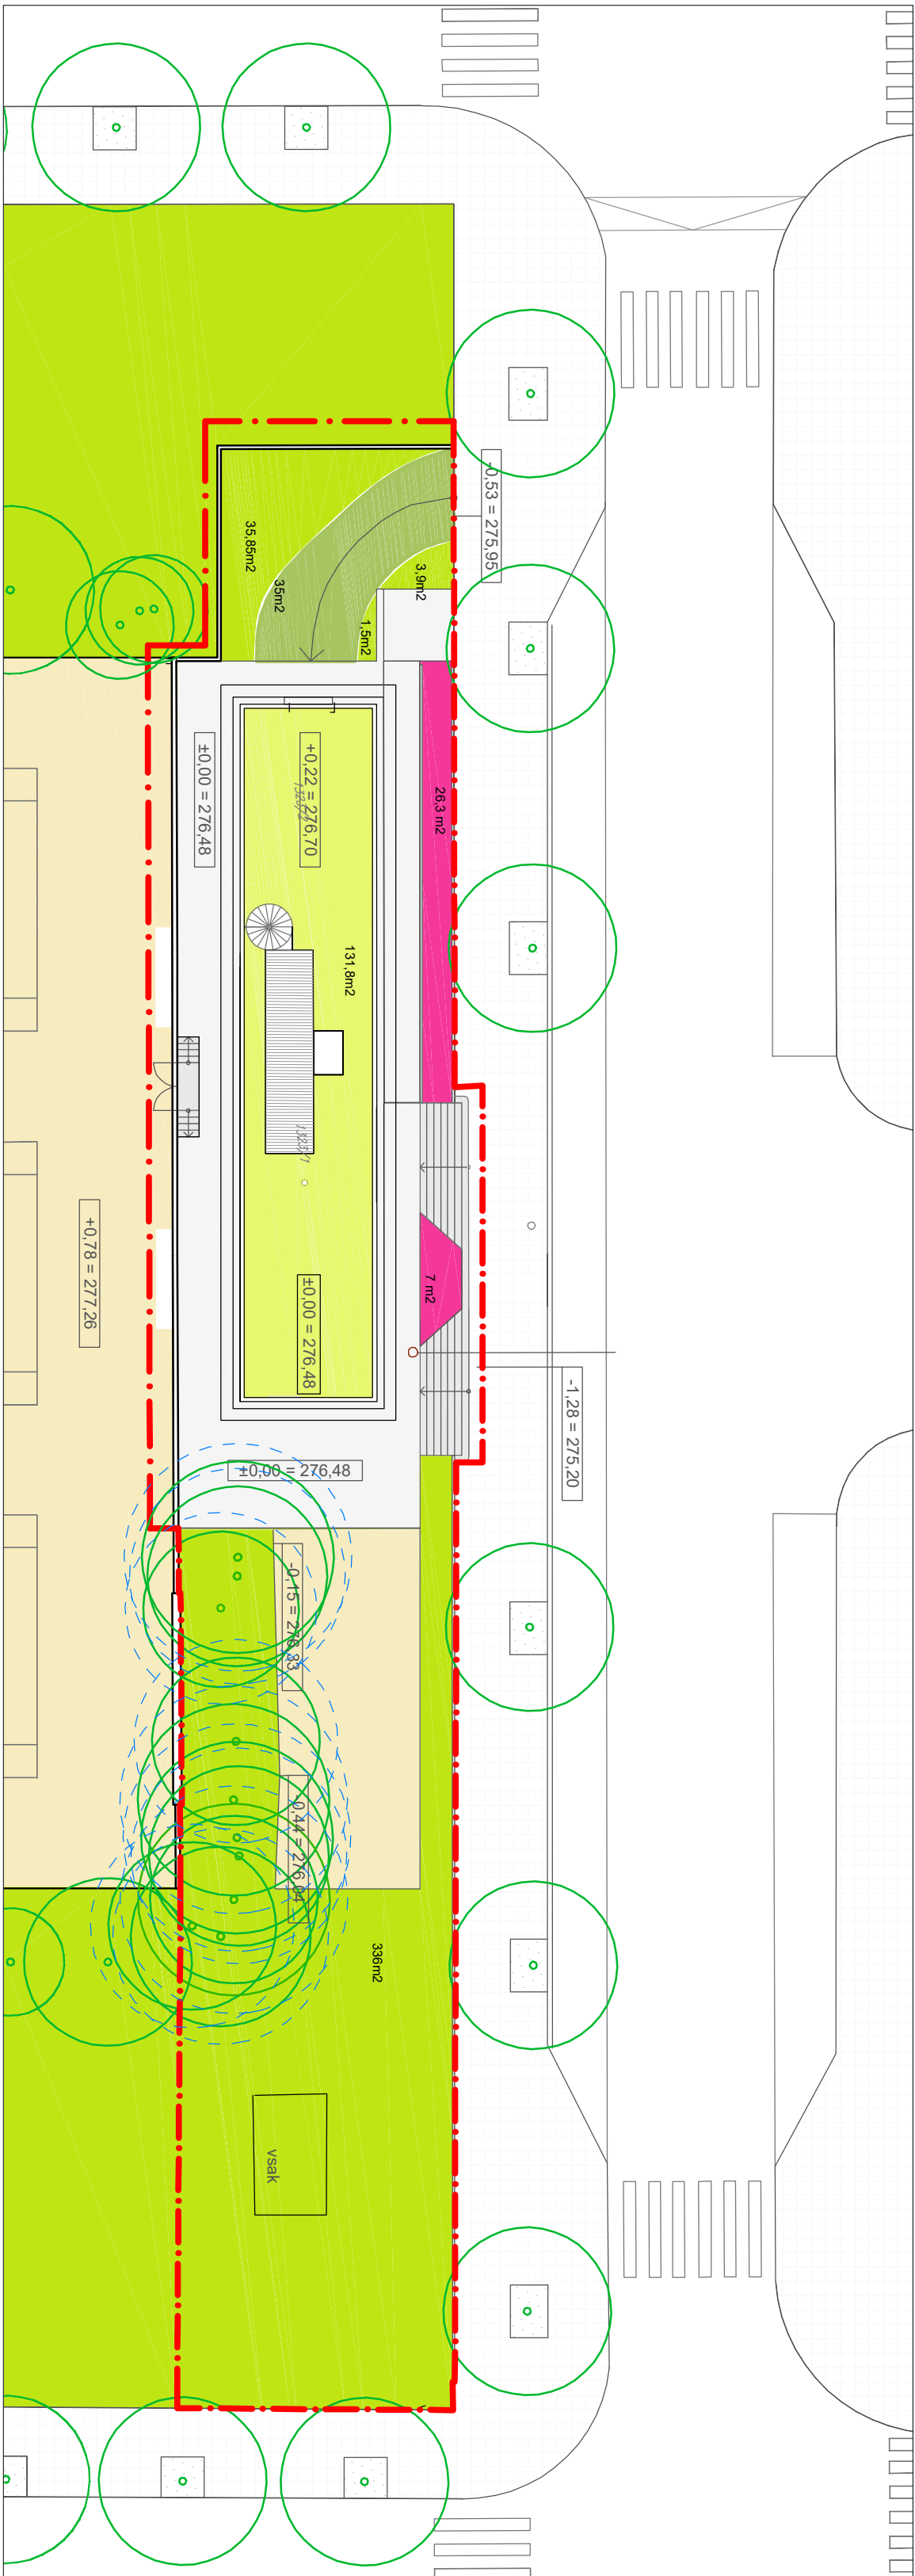 -0,53 = 275,95
35,85m2
3,9m2
35m2
1,5m2
±0,00 = 276,48
+0,22 = 276,70
26,3 m2
131,8m2
1323/1
+0,78 = 277,26
7 m2
±0,00 = 276,48
-1,28 = 275,20
±0,00 = 276,48
-0,15 = 276,33
-0,44 = 276,04
336m2
vsak